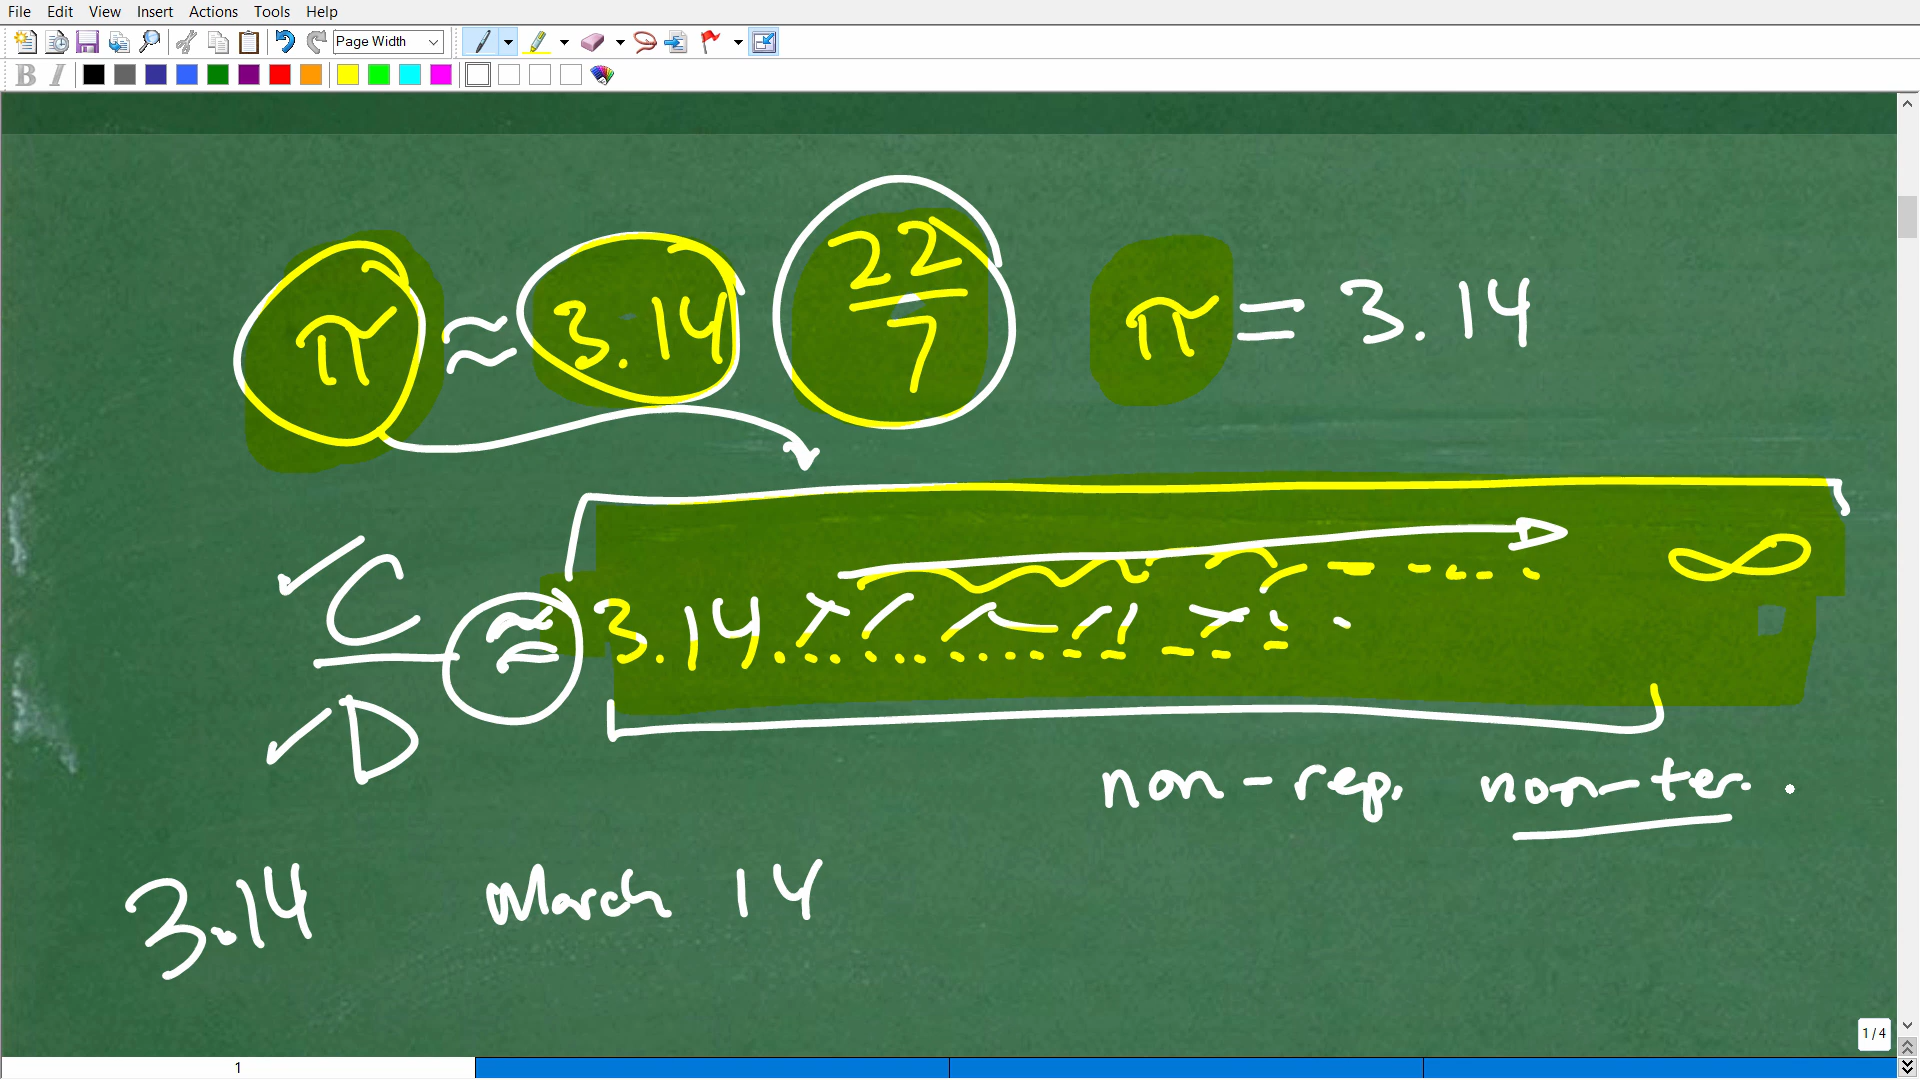 File Edit View Insert Actions Tools Help
Page Width
B I
π ≈ 3.14 22/7 π = 3.14
C/D ≈ 3.14 ............ ∞
non-rep. non-ter.
3.14 March 14
1 / 4
1